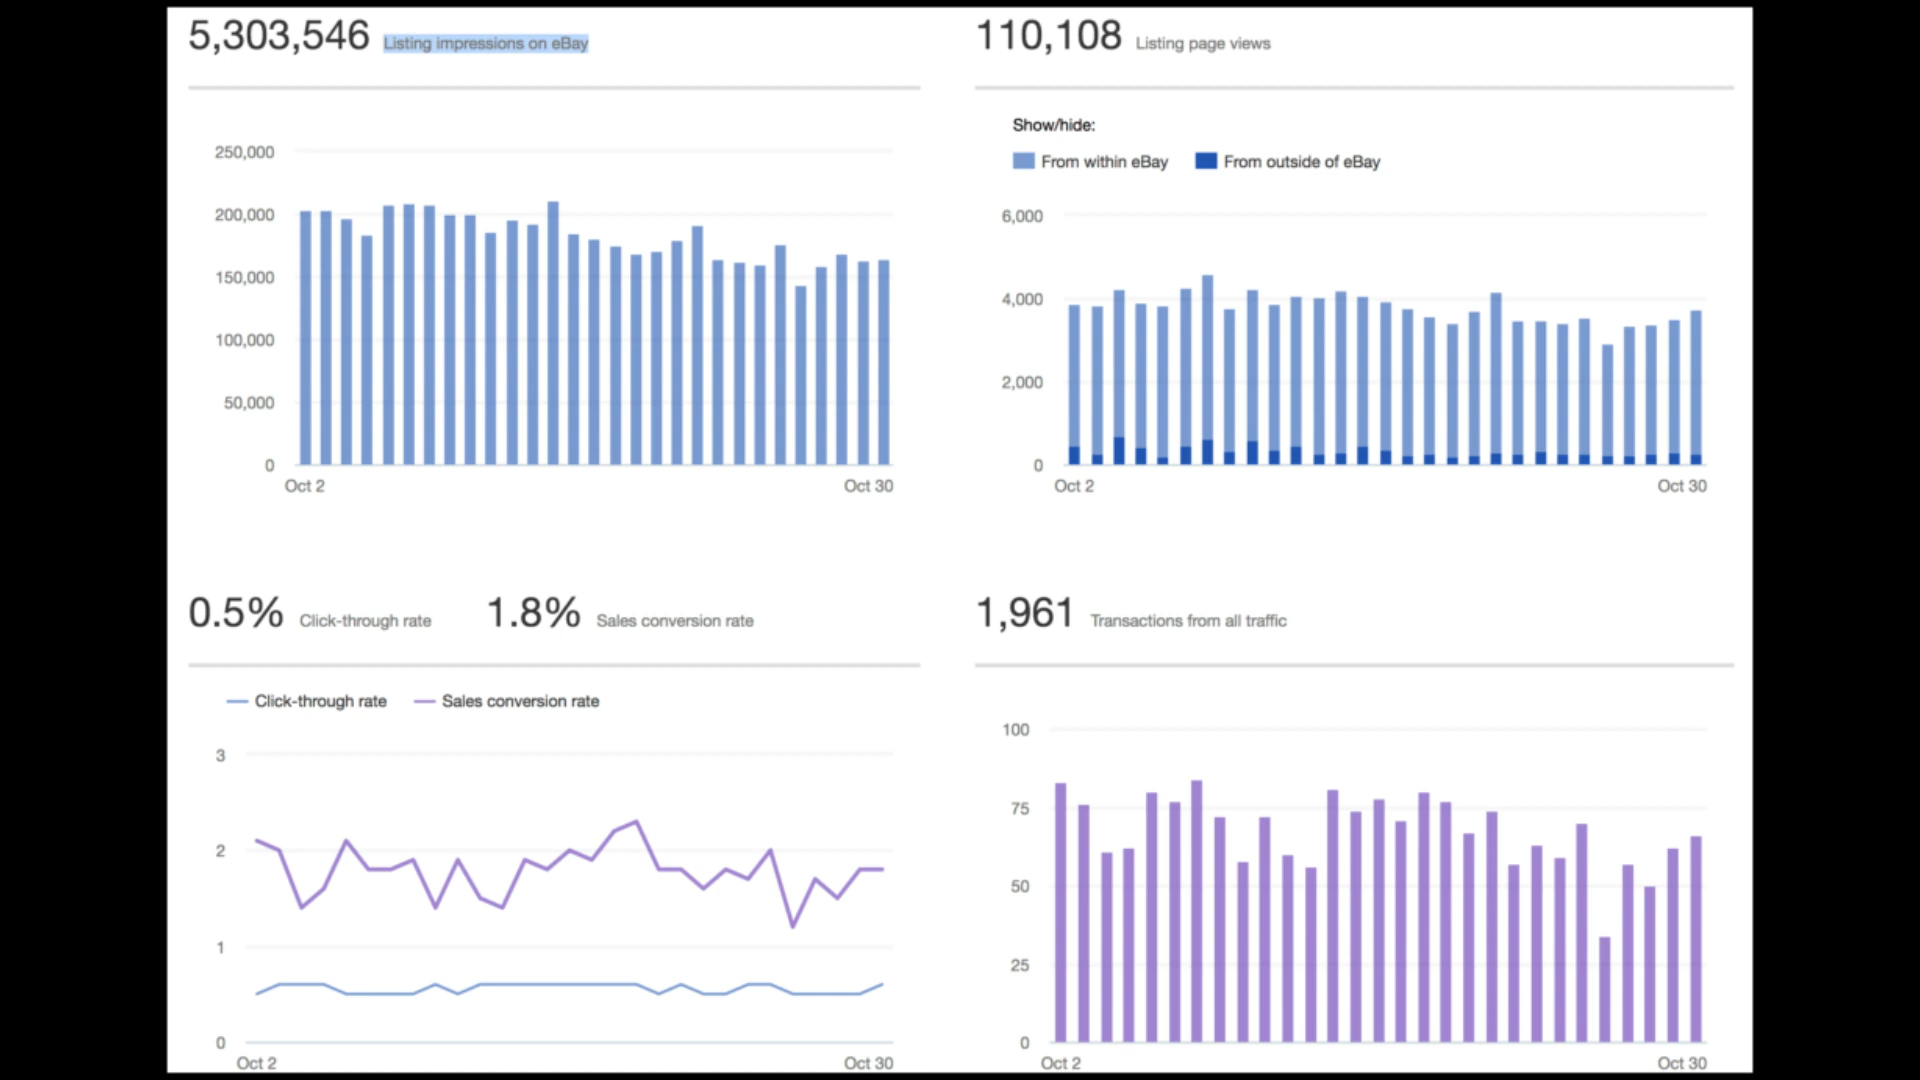 5,303,546 Listing impressions on eBay
250,000
200,000
150,000
100,000
50,000
0
Oct 2 Oct 30
110,108 Listing page views
Show/hide:
From within eBay From outside of eBay
6,000
4,000
2,000
0
Oct 2 Oct 30
0.5% Click-through rate 1.8% Sales conversion rate
Click-through rate Sales conversion rate
3
2
1
0
Oct 2 Oct 30
1,961 Transactions from all traffic
100
75
50
25
0
Oct 2 Oct 30